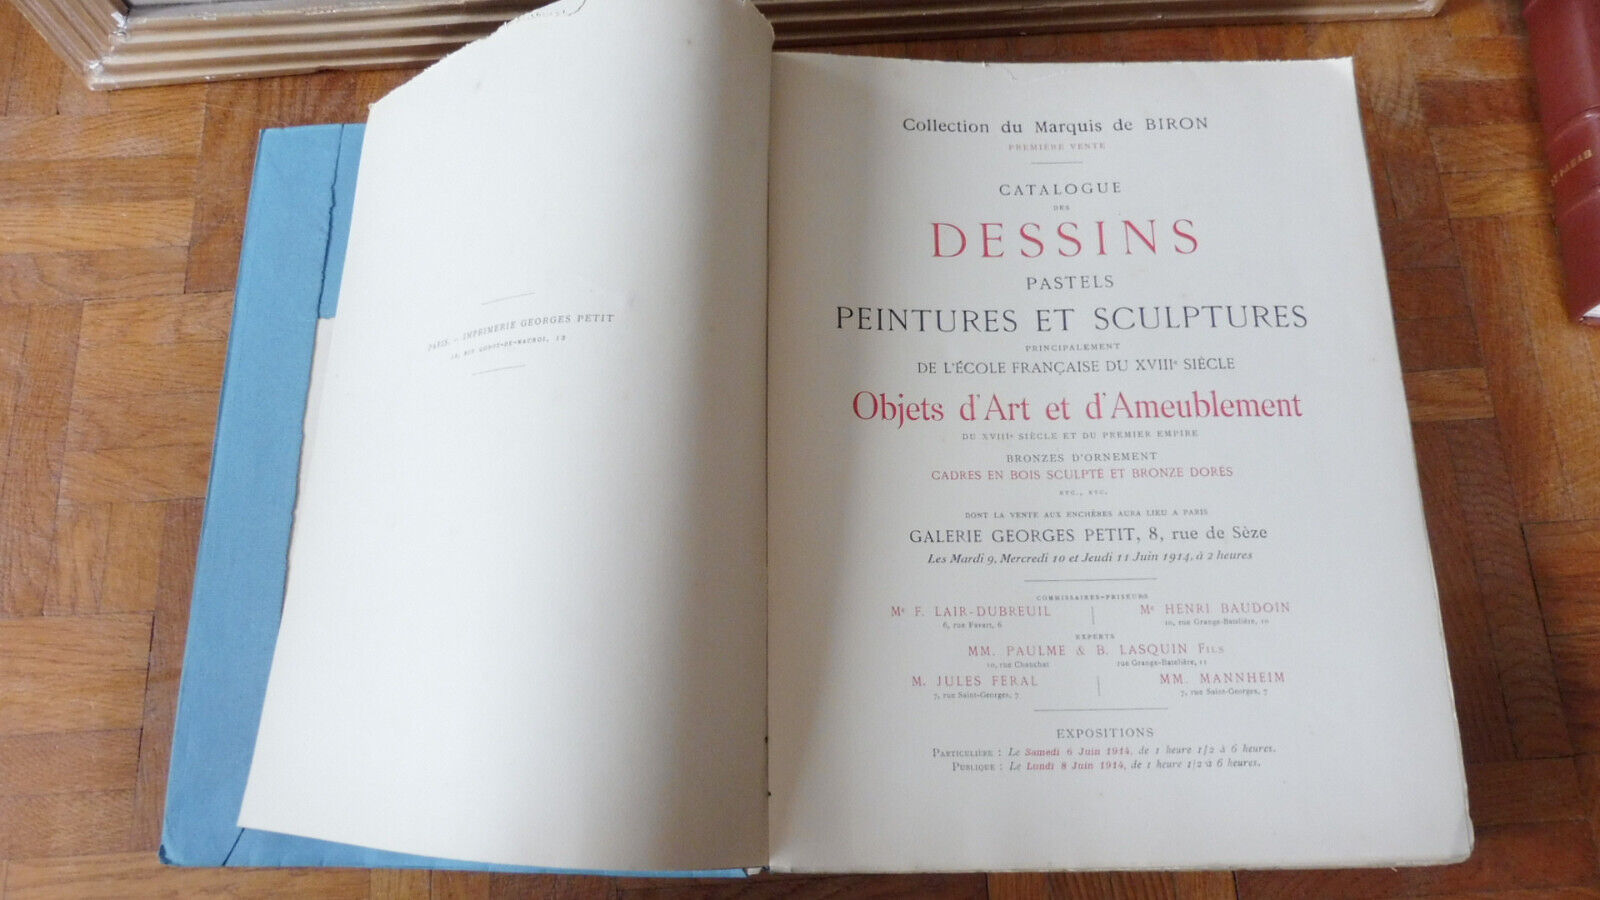 PARIS. — IMPRIMERIE GEORGES PETIT
12, RUE GODOT-DE-MAUROI, 12
Collection du Marquis de BIRON
PREMIÈRE VENTE
CATALOGUE
DES
DESSINS
PASTELS
PEINTURES ET SCULPTURES
PRINCIPALEMENT
DE L'ÉCOLE FRANÇAISE DU XVIIIe SIÈCLE
Objets d'Art et d'Ameublement
DU XVIIIe SIÈCLE ET DU PREMIER EMPIRE
BRONZES D'ORNEMENT
CADRES EN BOIS SCULPTÉ ET BRONZE DORÉS
ETC., ETC.
DONT LA VENTE AUX ENCHÈRES AURA LIEU A PARIS
GALERIE GEORGES PETIT, 8, rue de Sèze
Les Mardi 9, Mercredi 10 et Jeudi 11 Juin 1914, à 2 heures
COMMISSAIRES-PRISEURS
Me F. LAIR-DUBREUIL
6, rue Favart, 6
Me HENRI BAUDOIN
10, rue Grange-Batelière, 10
EXPERTS
MM. PAULME & B. LASQUIN FILS
10, rue Chauchat
rue Grange-Batelière, 11
M. JULES FERAL
7, rue Saint-Georges, 7
MM. MANNHEIM
7, rue Saint-Georges, 7
EXPOSITIONS
PARTICULIÈRE : Le Samedi 6 Juin 1914, de 1 heure 1/2 à 6 heures.
PUBLIQUE : Le Lundi 8 Juin 1914, de 1 heure 1/2 à 6 heures.